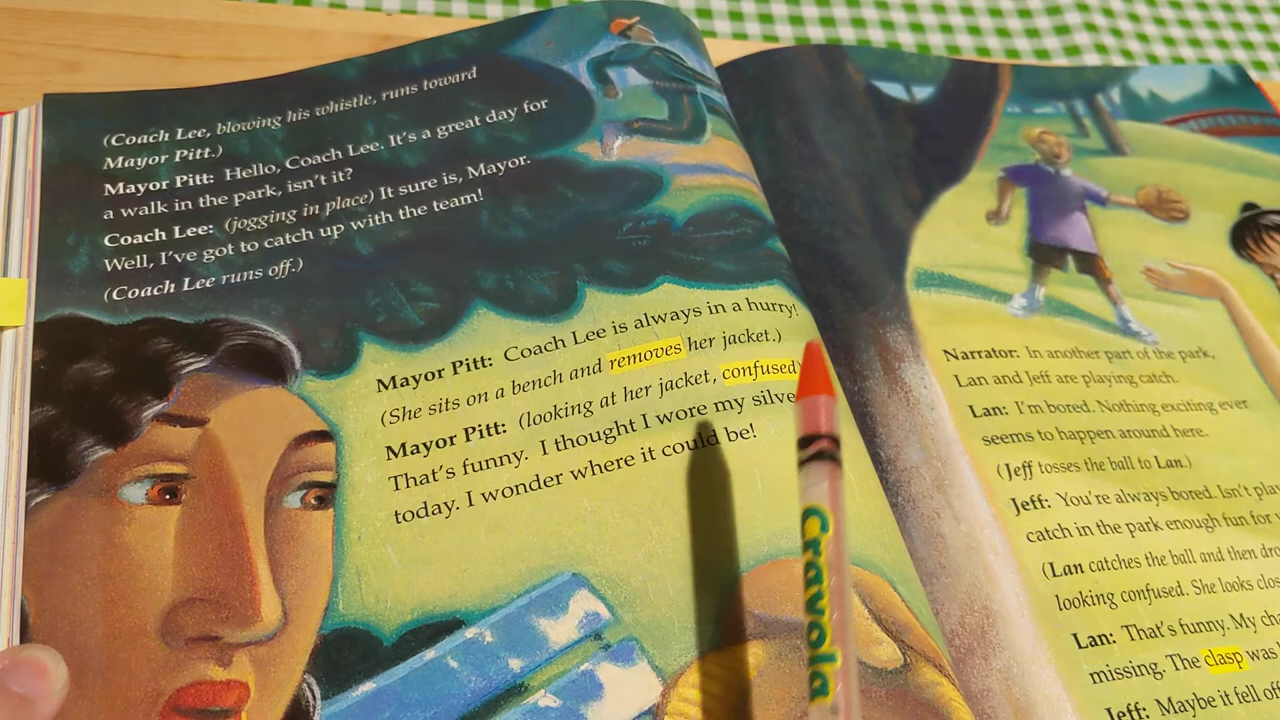 (Coach Lee, blowing his whistle, runs toward
Mayor Pitt.)
Mayor Pitt: Hello, Coach Lee. It's a great day for
a walk in the park, isn't it?
Coach Lee: (jogging in place) It sure is, Mayor.
Well, I've got to catch up with the team!
(Coach Lee runs off.)
Mayor Pitt: Coach Lee is always in a hurry!
(She sits on a bench and removes her jacket.)
Mayor Pitt: (looking at her jacket, confused)
That's funny. I thought I wore my
today. I wonder where it could be!
Crayola
Narrator: In another part of the park,
Lan and Jeff are playing catch.
Lan: I'm bored. Nothing exciting ever
seems to happen around here.
(Jeff tosses the ball to Lan.)
Jeff: You're always bored. Isn't
catch in the park enough fun for
(Lan catches the ball and then
looking confused. She looks
Lan: That's funny. My
missing. The clasp was
Jeff: Maybe it fell